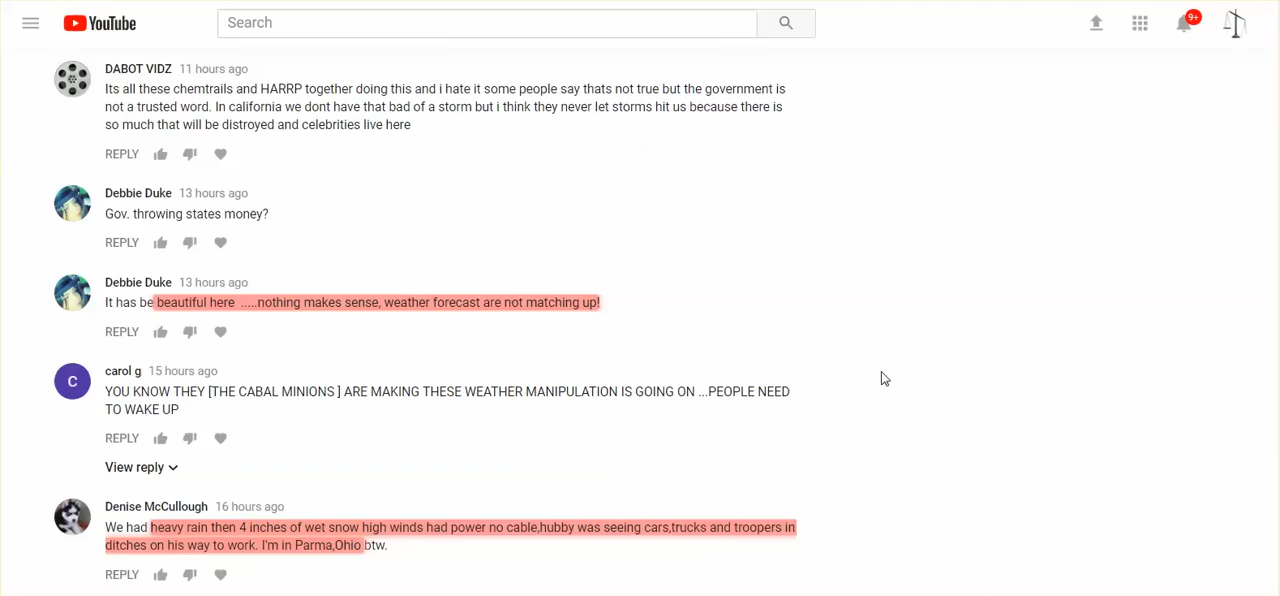 YouTube
Search
9+
DABOT VIDZ 11 hours ago
Its all these chemtrails and HARRP together doing this and i hate it some people say thats not true but the government is
not a trusted word. In california we dont have that bad of a storm but i think they never let storms hit us because there is
so much that will be distroyed and celebrities live here
REPLY
Debbie Duke 13 hours ago
Gov. throwing states money?
REPLY
Debbie Duke 13 hours ago
It has be beautiful here .....nothing makes sense, weather forecast are not matching up!
REPLY
C
carol g 15 hours ago
YOU KNOW THEY [THE CABAL MINIONS ] ARE MAKING THESE WEATHER MANIPULATION IS GOING ON ...PEOPLE NEED
TO WAKE UP
REPLY
View reply
Denise McCullough 16 hours ago
We had heavy rain then 4 inches of wet snow high winds had power no cable,hubby was seeing cars,trucks and troopers in
ditches on his way to work. I'm in Parma,Ohio btw.
REPLY